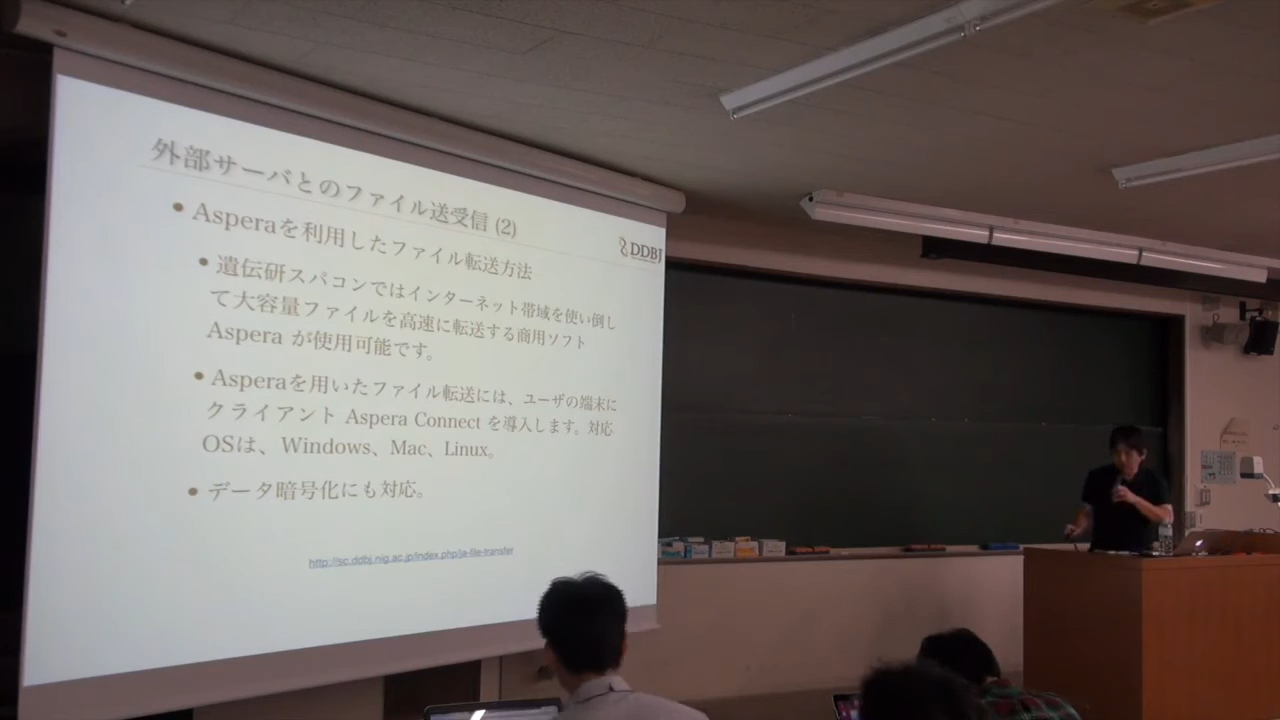 外部サーバとのファイル送受信 (2)
DDBJ
• Asperaを利用したファイル転送方法
• 遺伝研スパコンではインターネット帯域を使い倒し
て大容量ファイルを高速に転送する商用ソフト
Aspera が使用可能です。
• Asperaを用いたファイル転送には、ユーザの端末に
クライアント Aspera Connect を導入します。対応
OSは、Windows、Mac、Linux。
• データ暗号化にも対応。
http://sc.ddbj.nig.ac.jp/index.php/ja-file-transfer